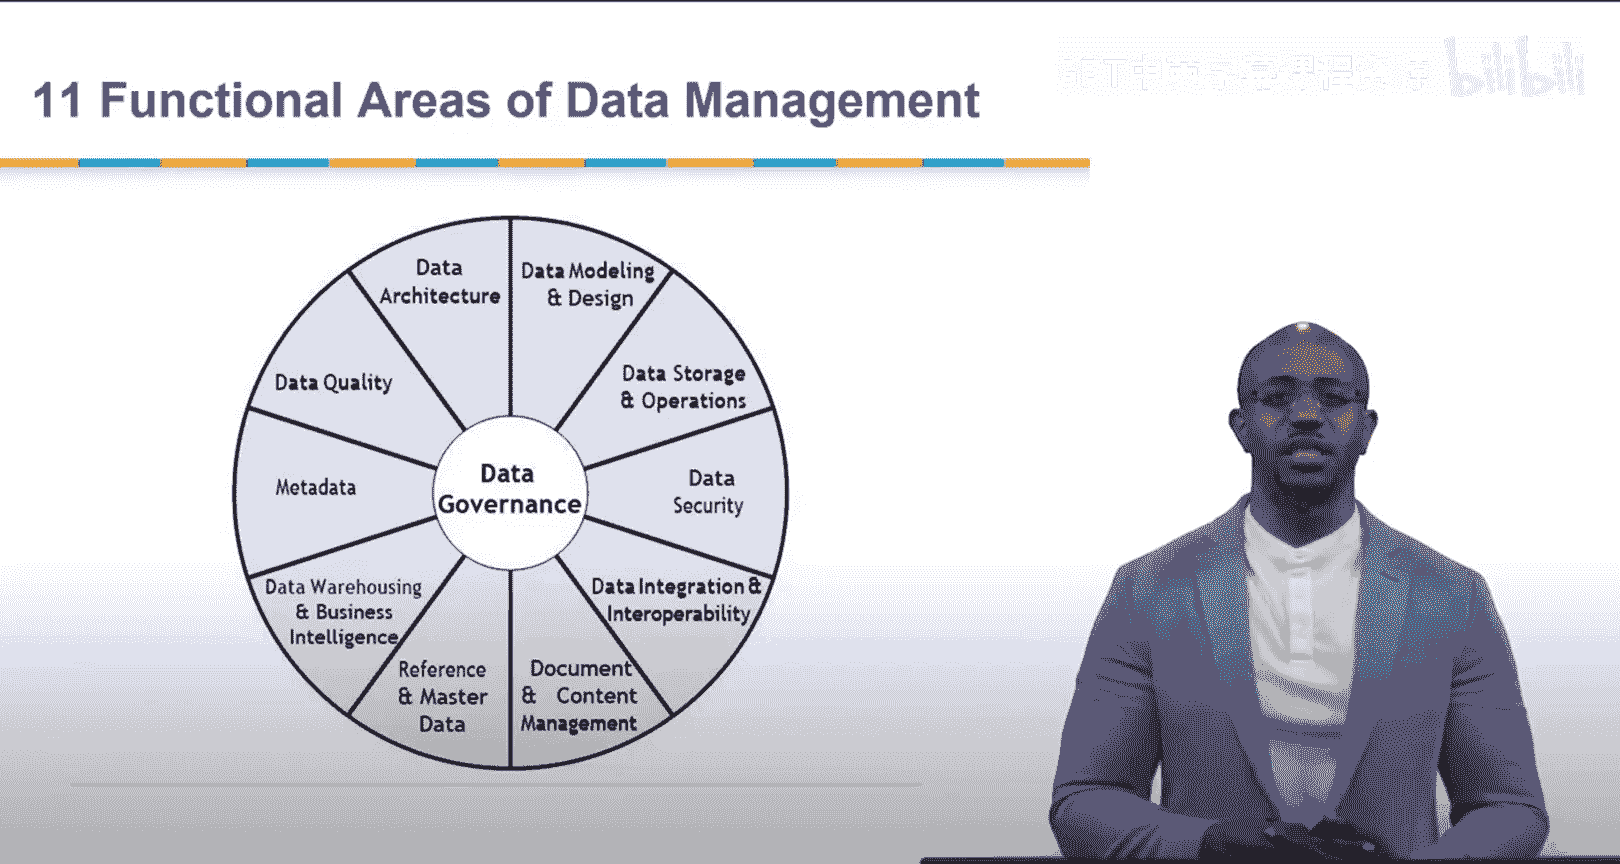 11 Functional Areas of Data Management
bilibili
Data
Architecture
Data Modeling
& Design
Data Storage
& Operations
Data
Security
Data Integration &
Interoperability
Document
& Content
Management
Reference
& Master
Data
Data Warehousing
& Business
Intelligence
Metadata
Data Quality
Data
Governance